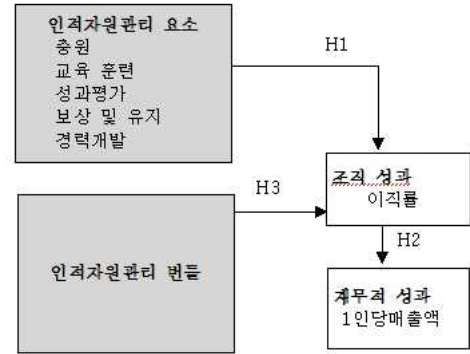 인적자원관리 요소
충원
교육 훈련
성과평가
보상 및 유지
경력개발
H1
조직 성과
이직률
H3
H2
인적자원관리 번들
재무적 성과
1인당매출액